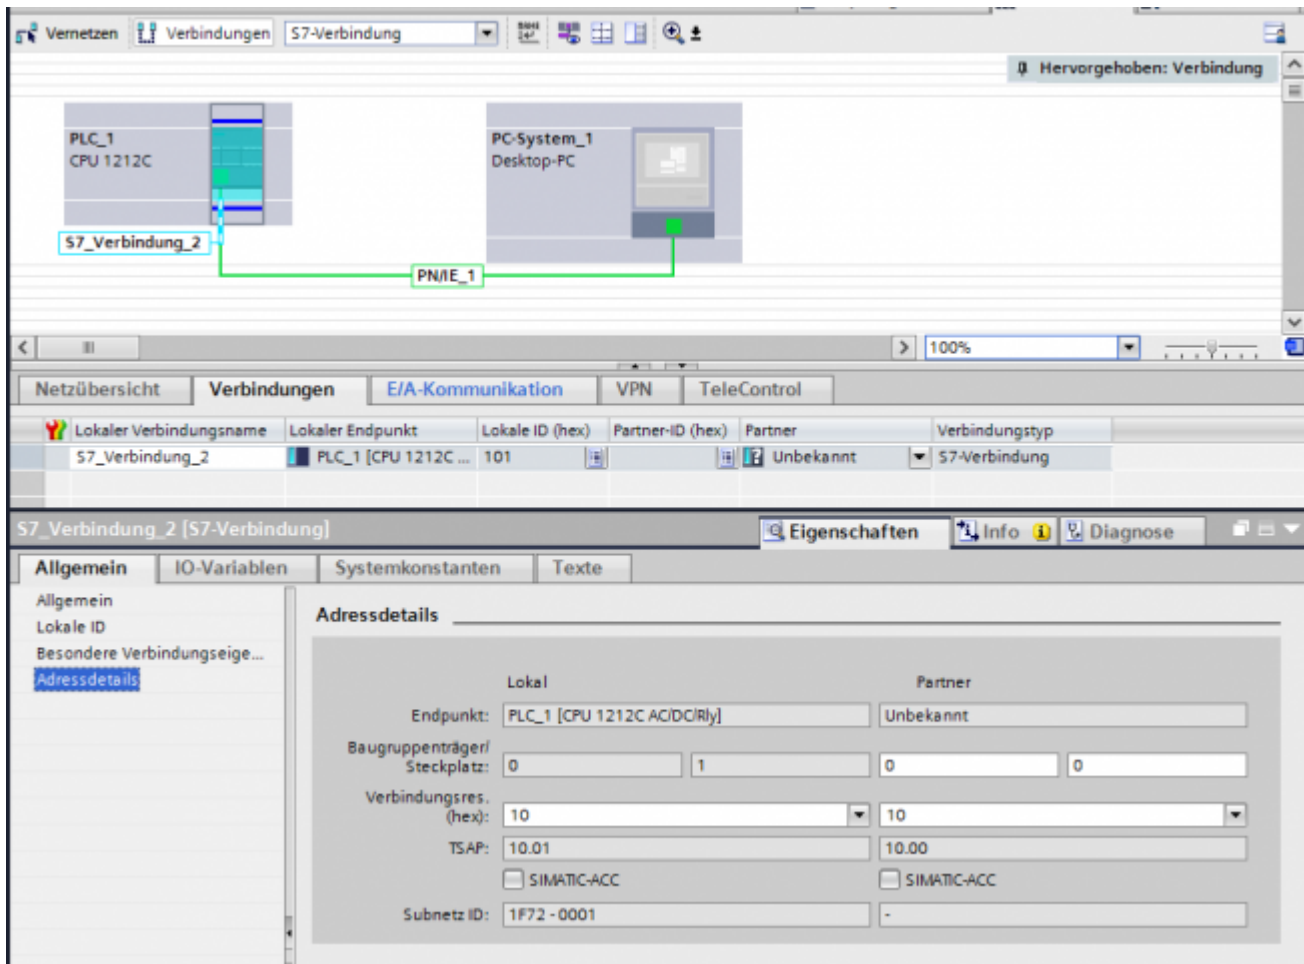 Vernetzen Verbindungen S7-Verbindung
Hervorgehoben: Verbindung
PLC_1
CPU 1212C
PC-System_1
Desktop-PC
S7_Verbindung_2
PN/IE_1
100%
Netzübersicht Verbindungen E/A-Kommunikation VPN TeleControl
Lokaler Verbindungsname Lokaler Endpunkt Lokale ID (hex) Partner-ID (hex) Partner Verbindungstyp
S7_Verbindung_2 PLC_1 [CPU 1212C ... 101 Unbekannt S7-Verbindung
S7_Verbindung_2 [S7-Verbindung] Eigenschaften Info Diagnose
Allgemein IO-Variablen Systemkonstanten Texte
Allgemein
Lokale ID
Besondere Verbindungseige...
Adressdetails
Adressdetails
Lokal Partner
Endpunkt: PLC_1 [CPU 1212C AC/DC/Rly] Unbekannt
Baugruppenträger/
Steckplatz: 0 1 0 0
Verbindungsres.
(hex): 10 10
TSAP: 10.01 10.00
SIMATIC-ACC SIMATIC-ACC
Subnetz ID: 1F72 - 0001 -